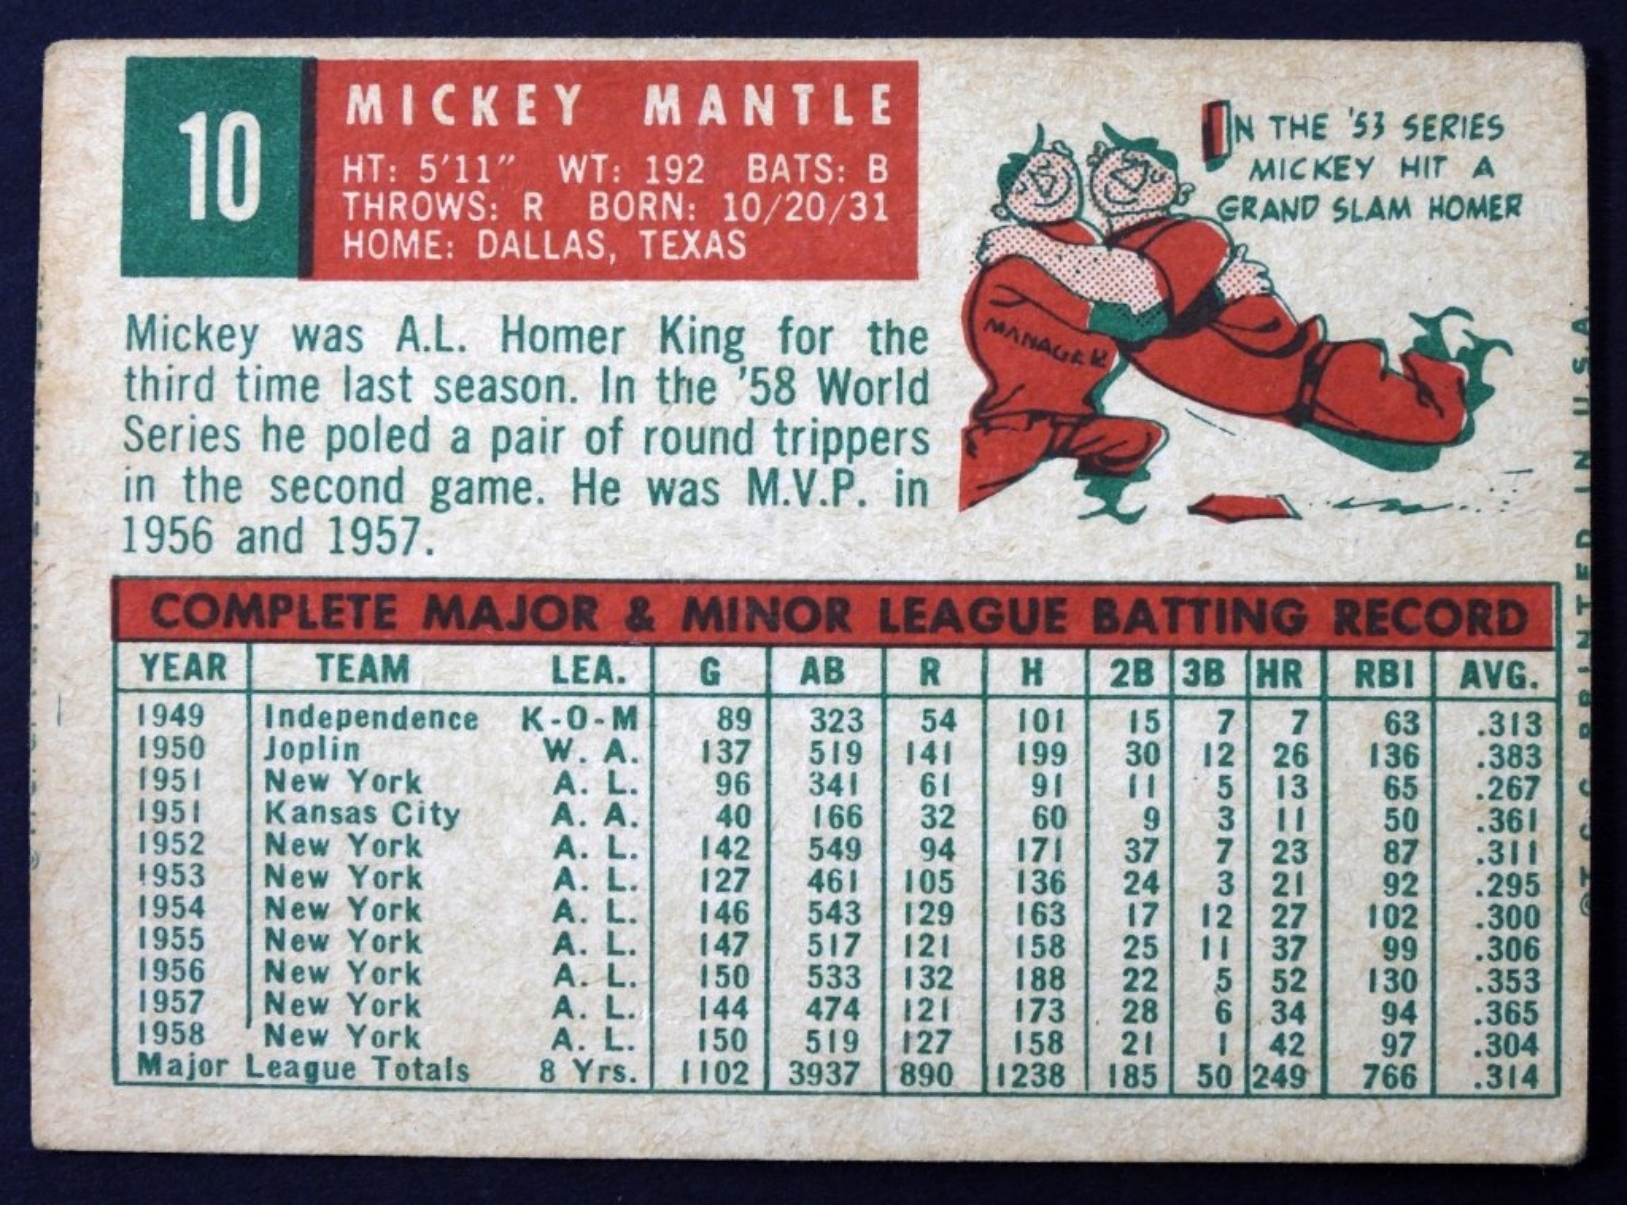 10
MICKEY MANTLE
HT: 5'11" WT: 192 BATS: B
THROWS: R BORN: 10/20/31
HOME: DALLAS, TEXAS
IN THE '53 SERIES
MICKEY HIT A
GRAND SLAM HOMER
MANAGER
Mickey was A.L. Homer King for the
third time last season. In the '58 World
Series he poled a pair of round trippers
in the second game. He was M.V.P. in
1956 and 1957.
COMPLETE MAJOR & MINOR LEAGUE BATTING RECORD
YEAR TEAM LEA. G AB R H 2B 3B HR RBI AVG.
1949 Independence K-O-M 89 323 54 101 15 7 7 63 .313
1950 Joplin W. A. 137 519 141 199 30 12 26 136 .383
1951 New York A. L. 96 341 61 91 11 5 13 65 .267
1951 Kansas City A. A. 40 166 32 60 9 3 11 50 .361
1952 New York A. L. 142 549 94 171 37 7 23 87 .311
1953 New York A. L. 127 461 105 136 24 3 21 92 .295
1954 New York A. L. 146 543 129 163 17 12 27 102 .300
1955 New York A. L. 147 517 121 158 25 11 37 99 .306
1956 New York A. L. 150 533 132 188 22 5 52 130 .353
1957 New York A. L. 144 474 121 173 28 6 34 94 .365
1958 New York A. L. 150 519 127 158 21 1 42 97 .304
Major League Totals 8 Yrs. 1102 3937 890 1238 185 50 249 766 .314
©T.C.G. PRINTED IN U.S.A.